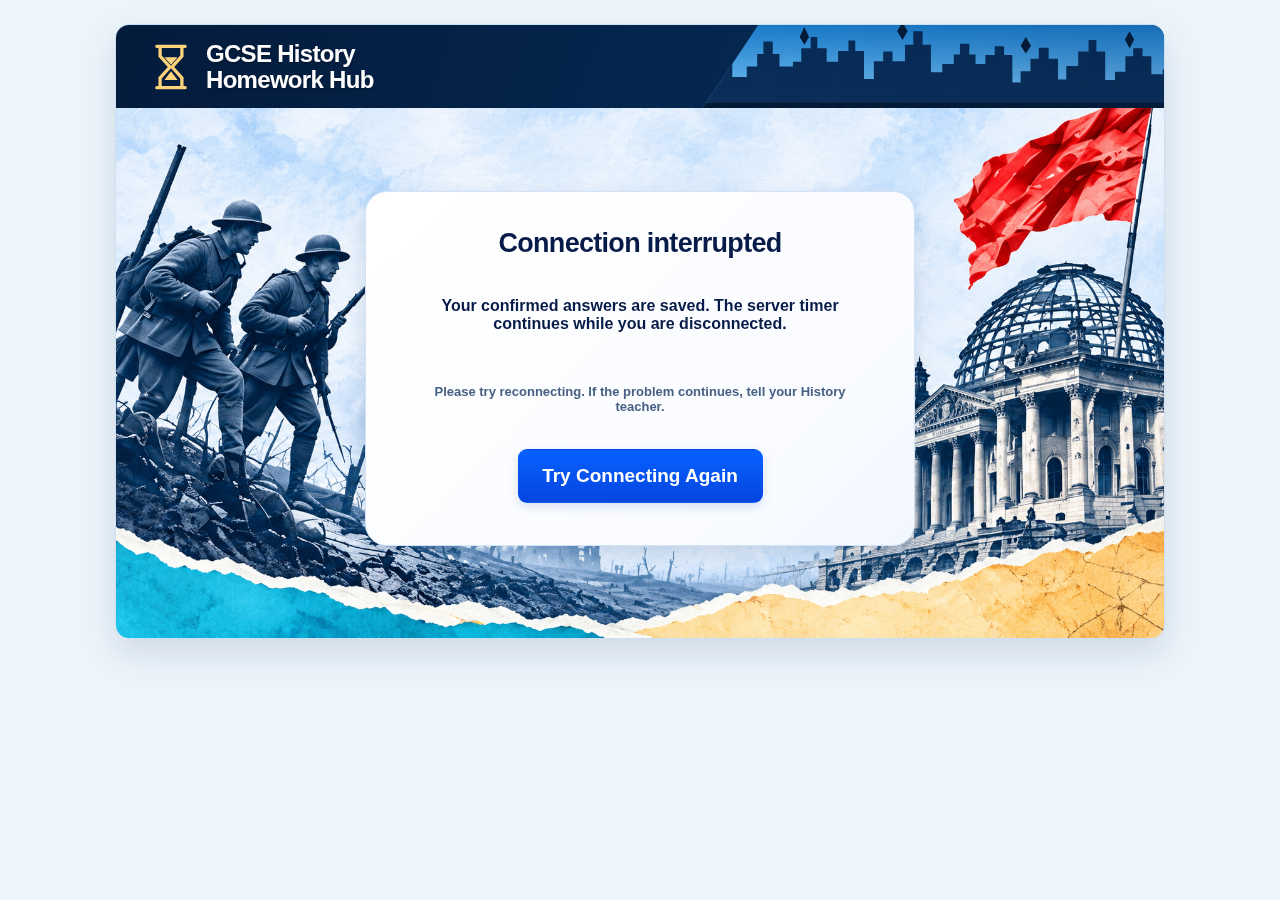 GCSE History
Homework Hub
Connection interrupted
Your confirmed answers are saved. The server timer
continues while you are disconnected.
Please try reconnecting. If the problem continues, tell your History
teacher.
Try Connecting Again